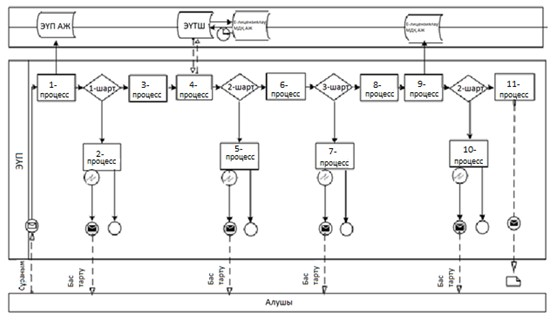 ЭҮП АЖ
ЭҮТШ
Е-лицензиялау
МДҚ АЖ
Е-лицензиялау
МДҚ АЖ
ЭҮП
1-
процесс
1-шарт
3-
процесс
4-
процесс
2-шарт
6-
процесс
3-шарт
8-
процесс
9-
процесс
2-шарт
11-
процесс
2-
процесс
5-
процесс
7-
процесс
10-
процесс
Сұраным
Бас
тарту
Бас
тарту
Бас
тарту
Бас
тарту
Алушы